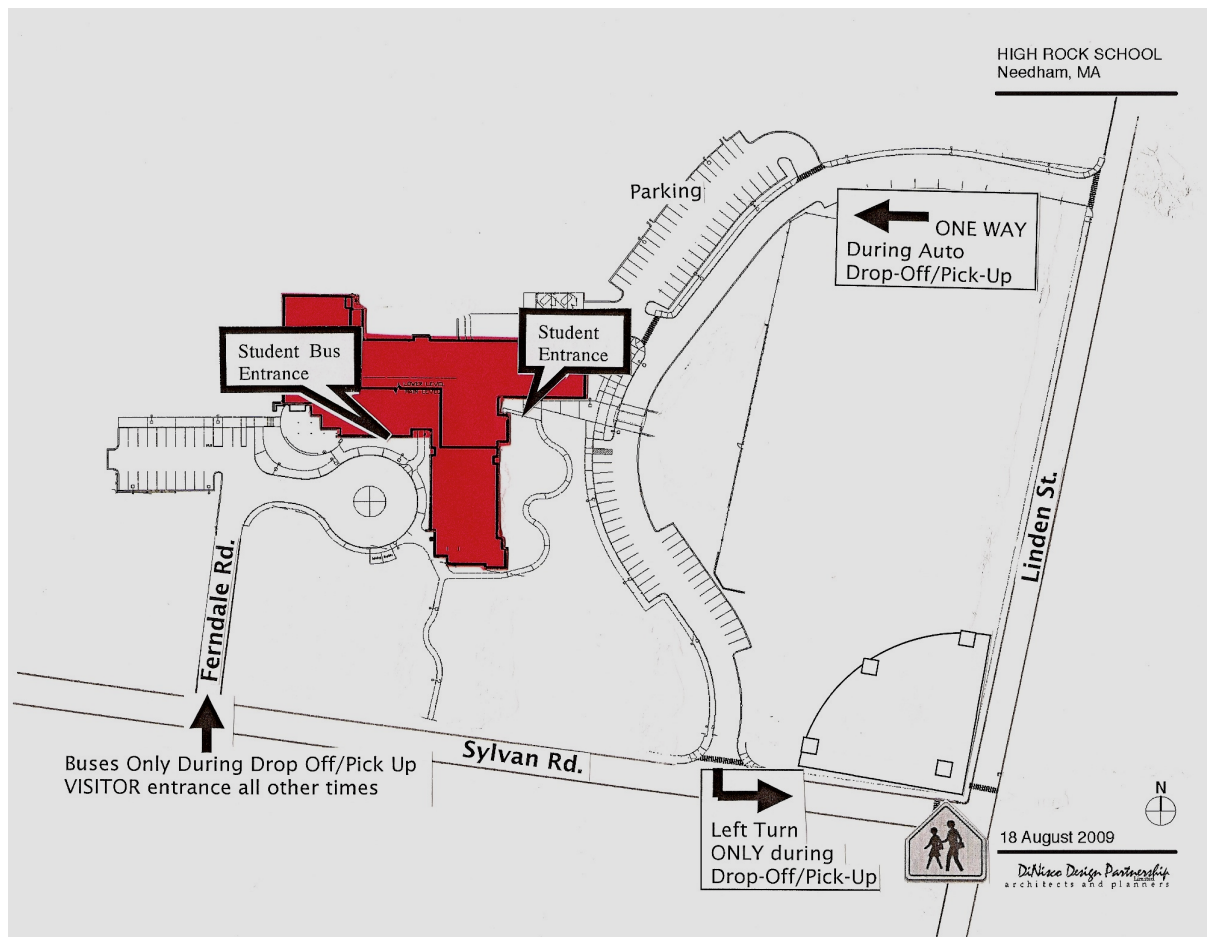 HIGH ROCK SCHOOL
Needham, MA
Parking
ONE WAY
During Auto
Drop-Off/Pick-Up
Student Bus
Entrance
Student
Entrance
Linden St.
Ferndale Rd.
Buses Only During Drop Off/Pick Up
VISITOR entrance all other times
Sylvan Rd.
Left Turn
ONLY during
Drop-Off/Pick-Up
N
18 August 2009
DiNisco Design Partnership
Limited
architects and planners